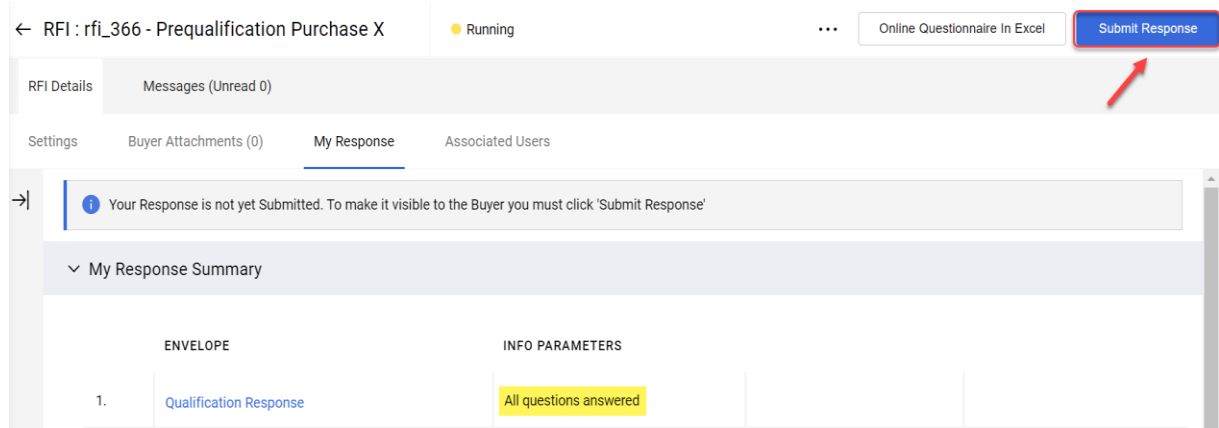 RFI : rfi_366 - Prequalification Purchase X
Running
Online Questionnaire In Excel
Submit Response
RFI Details
Messages (Unread 0)
Settings
Buyer Attachments (0)
My Response
Associated Users
Your Response is not yet Submitted. To make it visible to the Buyer you must click 'Submit Response'
My Response Summary
ENVELOPE
INFO PARAMETERS
1.
Qualification Response
All questions answered